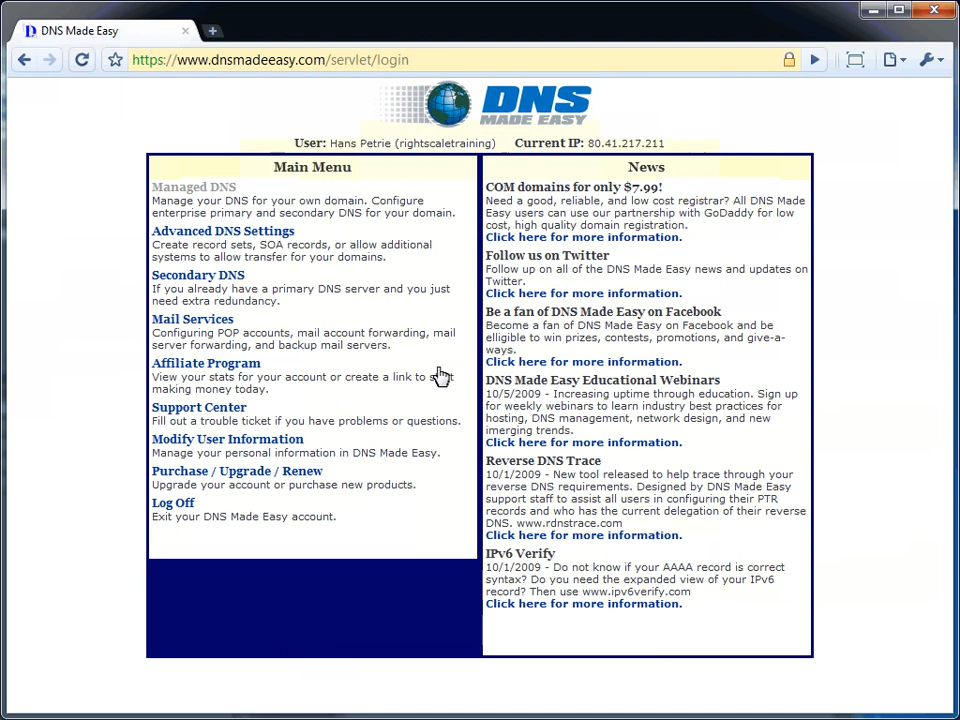 DNS Made Easy
https://www.dnsmadeeasy.com/servlet/login
DNS
MADE EASY
User: Hans Petrie (rightscaletraining) Current IP: 80.41.217.211
Main Menu
Managed DNS
Manage your DNS for your own domain. Configure
enterprise primary and secondary DNS for your domain.
Advanced DNS Settings
Create record sets, SOA records, or allow additional
systems to allow transfer for your domains.
Secondary DNS
If you already have a primary DNS server and you just
need extra redundancy.
Mail Services
Configuring POP accounts, mail account forwarding, mail
server forwarding, and backup mail servers.
Affiliate Program
View your stats for your account or create a link to start
making money today.
Support Center
Fill out a trouble ticket if you have problems or questions.
Modify User Information
Manage your personal information in DNS Made Easy.
Purchase / Upgrade / Renew
Upgrade your account or purchase new products.
Log Off
Exit your DNS Made Easy account.
News
COM domains for only $7.99!
Need a good, reliable, and low cost registrar? All DNS Made
Easy users can use our partnership with GoDaddy for low
cost, high quality domain registration.
Click here for more information.
Follow us on Twitter
Follow up on all of the DNS Made Easy news and updates on
Twitter.
Click here for more information.
Be a fan of DNS Made Easy on Facebook
Become a fan of DNS Made Easy on Facebook and be
elligible to win prizes, contests, promotions, and give-a-
ways.
Click here for more information.
DNS Made Easy Educational Webinars
10/5/2009 - Increasing uptime through education. Sign up
for weekly webinars to learn industry best practices for
hosting, DNS management, network design, and new
imerging trends.
Click here for more information.
Reverse DNS Trace
10/1/2009 - New tool released to help trace through your
reverse DNS requirements. Designed by DNS Made Easy
support staff to assist all users in configuring their PTR
records and who has the current delegation of their reverse
DNS. www.rdnstrace.com
Click here for more information.
IPv6 Verify
10/1/2009 - Do not know if your AAAA record is correct
syntax? Do you need the expanded view of your IPv6
record? Then use www.ipv6verify.com
Click here for more information.